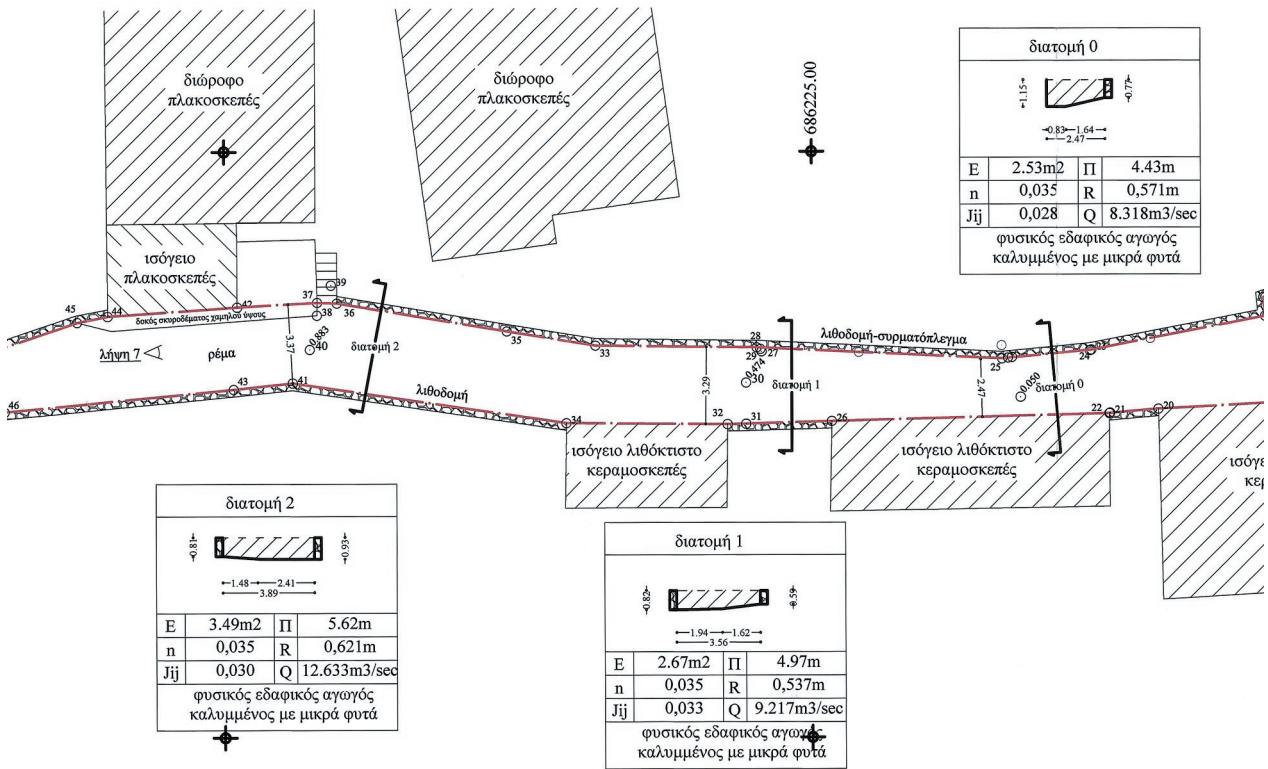 διώροφο
πλακοσκεπές
διώροφο
πλακοσκεπές
686225.00
διατομή 0
1.15
0.77
0.83 1.64
2.47
E 2.53m2 Π 4.43m
n 0,035 R 0,571m
Jij 0,028 Q 8.318m3/sec
φυσικός εδαφικός αγωγός
καλυμμένος με μικρά φυτά
ισόγειο
πλακοσκεπές
45
44
42
37
39
38
36
δοκός σκυροδέματος χαμηλού ύψους
λήψη 7
ρέμα
3.37
0.883
40
διατομή 2
35
33
28
29 27
0.474
30
λιθοδομή-συρματόπλεγμα
διατομή 1
3.29
25
24
2.47
0.050
διατομή 0
46
43
41
λιθοδομή
34
32
31
26
22
21
20
ισόγειο λιθόκτιστο
κεραμοσκεπές
ισόγειο λιθόκτιστο
κεραμοσκεπές
ισόγε
κερ
διατομή 2
0.81
0.93
1.48 2.41
3.89
E 3.49m2 Π 5.62m
n 0,035 R 0,621m
Jij 0,030 Q 12.633m3/sec
φυσικός εδαφικός αγωγός
καλυμμένος με μικρά φυτά
διατομή 1
0.82
0.59
1.94 1.62
3.56
E 2.67m2 Π 4.97m
n 0,035 R 0,537m
Jij 0,033 Q 9.217m3/sec
φυσικός εδαφικός αγωγός
καλυμμένος με μικρά φυτά